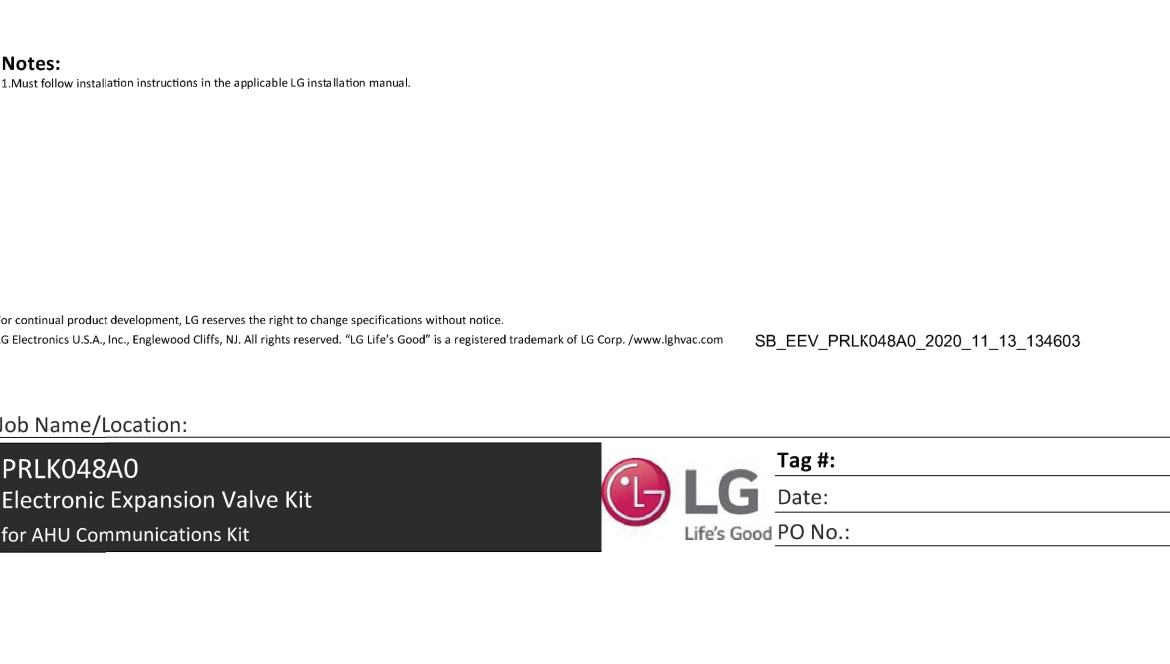 Notes:
1.Must follow installation instructions in the applicable LG installation manual.
For continual product development, LG reserves the right to change specifications without notice.
LG Electronics U.S.A., Inc., Englewood Cliffs, NJ. All rights reserved. “LG Life’s Good” is a registered trademark of LG Corp. /www.lghvac.com SB_EEV_PRLK048A0_2020_11_13_134603
Job Name/Location:
PRLK048A0
Electronic Expansion Valve Kit
for AHU Communications Kit
LG
Life's Good
Tag #:
Date:
PO No.: